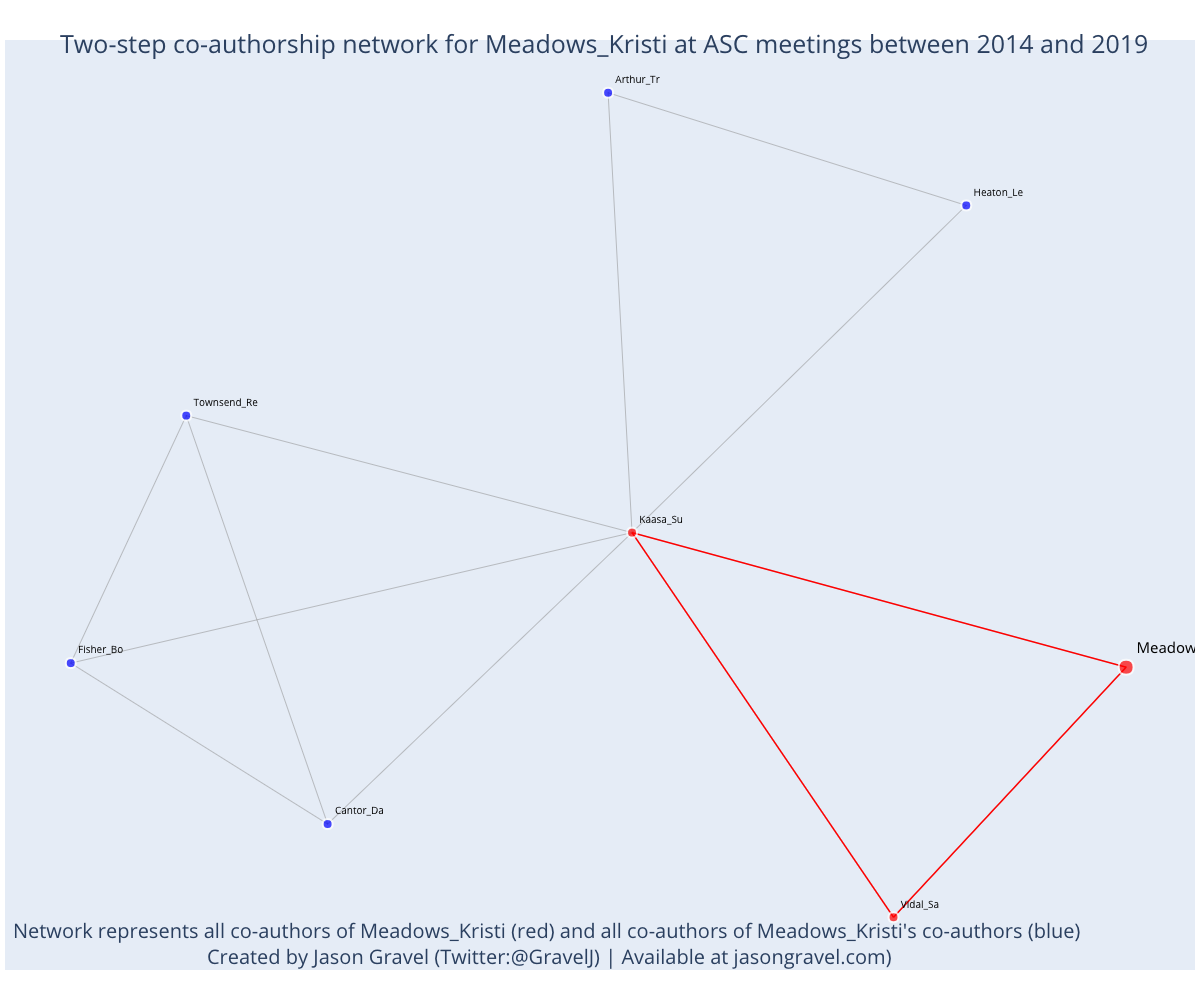 Two-step co-authorship network for Meadows_Kristi at ASC meetings between 2014 and 2019
Arthur_Tr
Heaton_Le
Townsend_Re
Kaasa_Su
Meadow
Fisher_Bo
Cantor_Da
Vidal_Sa
Network represents all co-authors of Meadows_Kristi (red) and all co-authors of Meadows_Kristi's co-authors (blue)
Created by Jason Gravel (Twitter:@GravelJ) | Available at jasongravel.com)